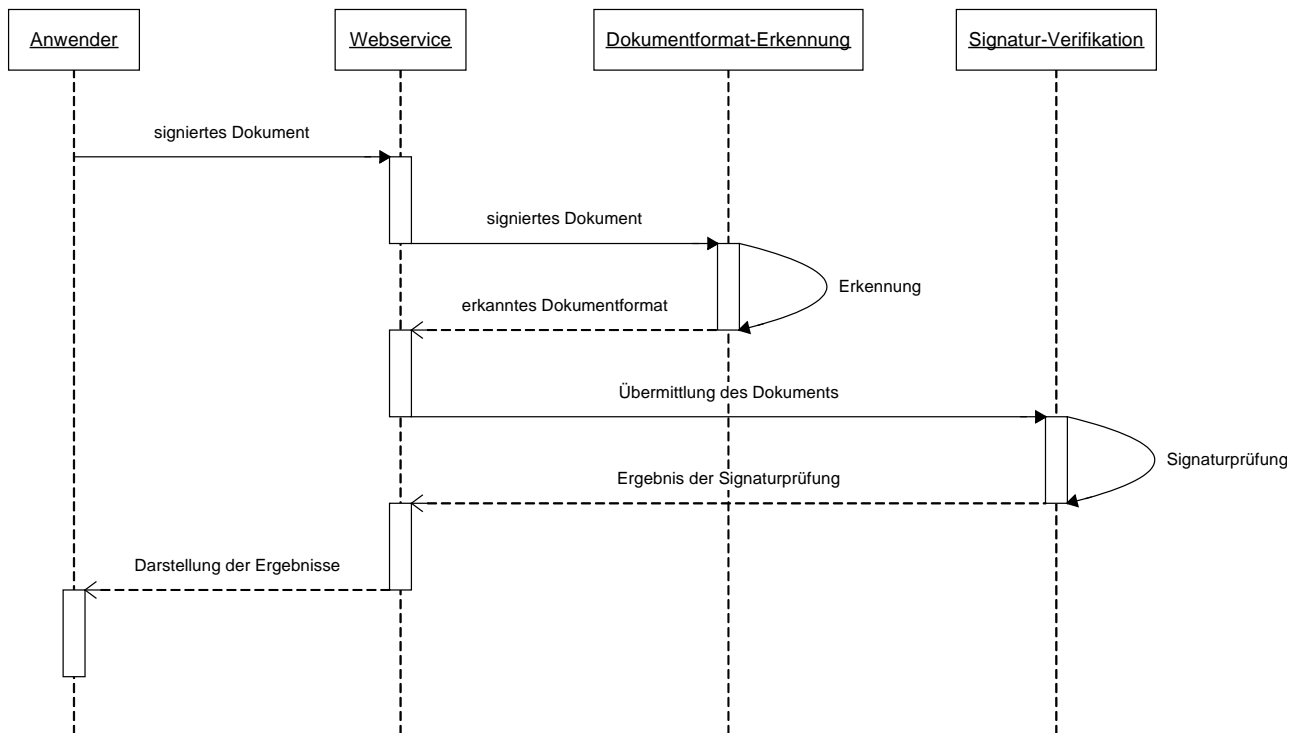 Anwender
Webservice
Dokumentformat-Erkennung
Signatur-Verifikation
signiertes Dokument
signiertes Dokument
Erkennung
erkanntes Dokumentformat
Übermittlung des Dokuments
Signaturprüfung
Ergebnis der Signaturprüfung
Darstellung der Ergebnisse